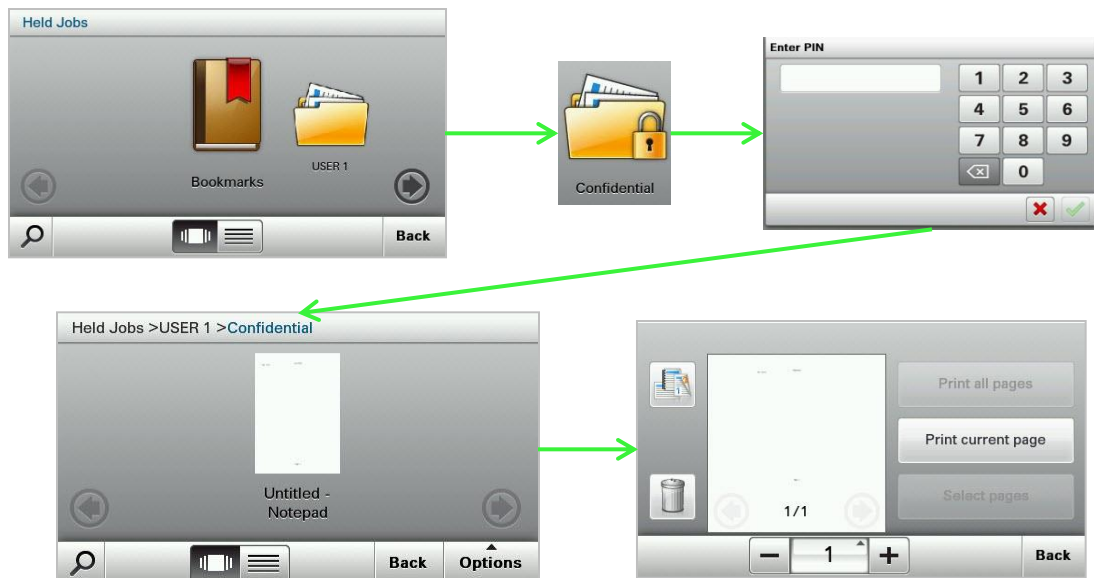 Held Jobs
Bookmarks
USER 1
Back
Confidential
Enter PIN
1 2 3
4 5 6
7 8 9
0
Held Jobs >USER 1 >Confidential
Untitled -
Notepad
Back
Options
Print all pages
Print current page
Select pages
1/1
1
Back